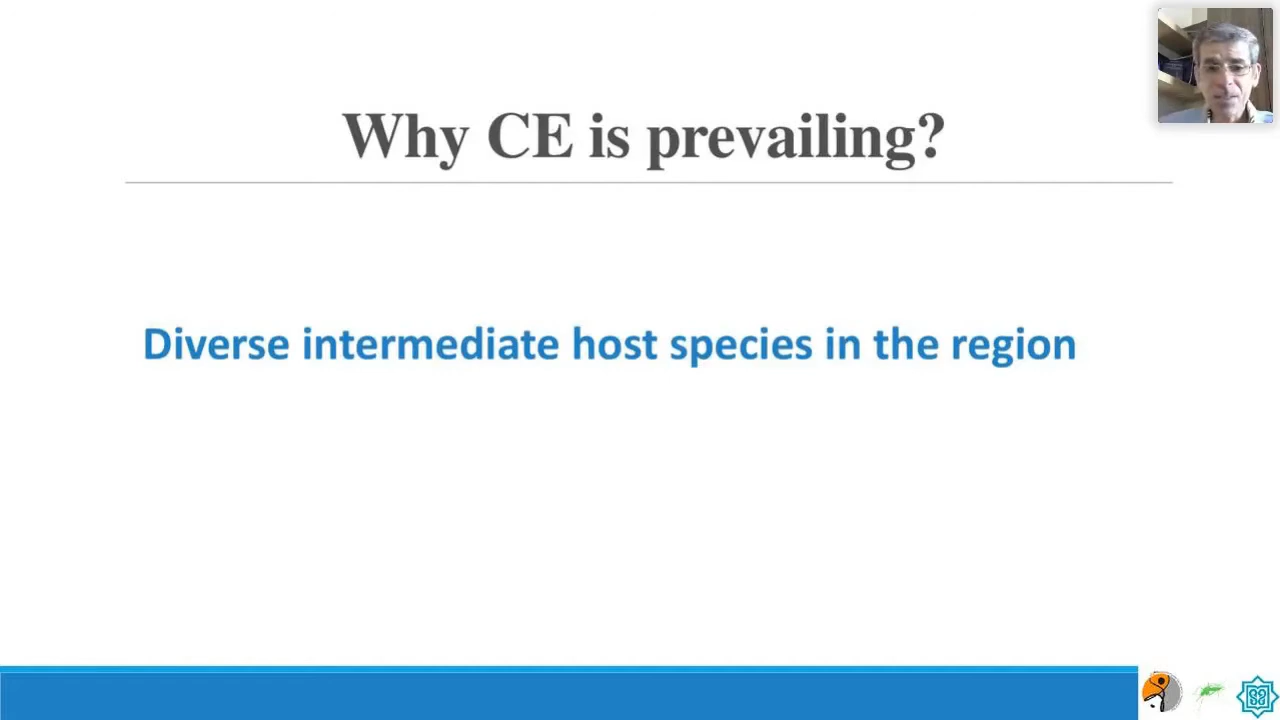 Why CE is prevailing?
Diverse intermediate host species in the region